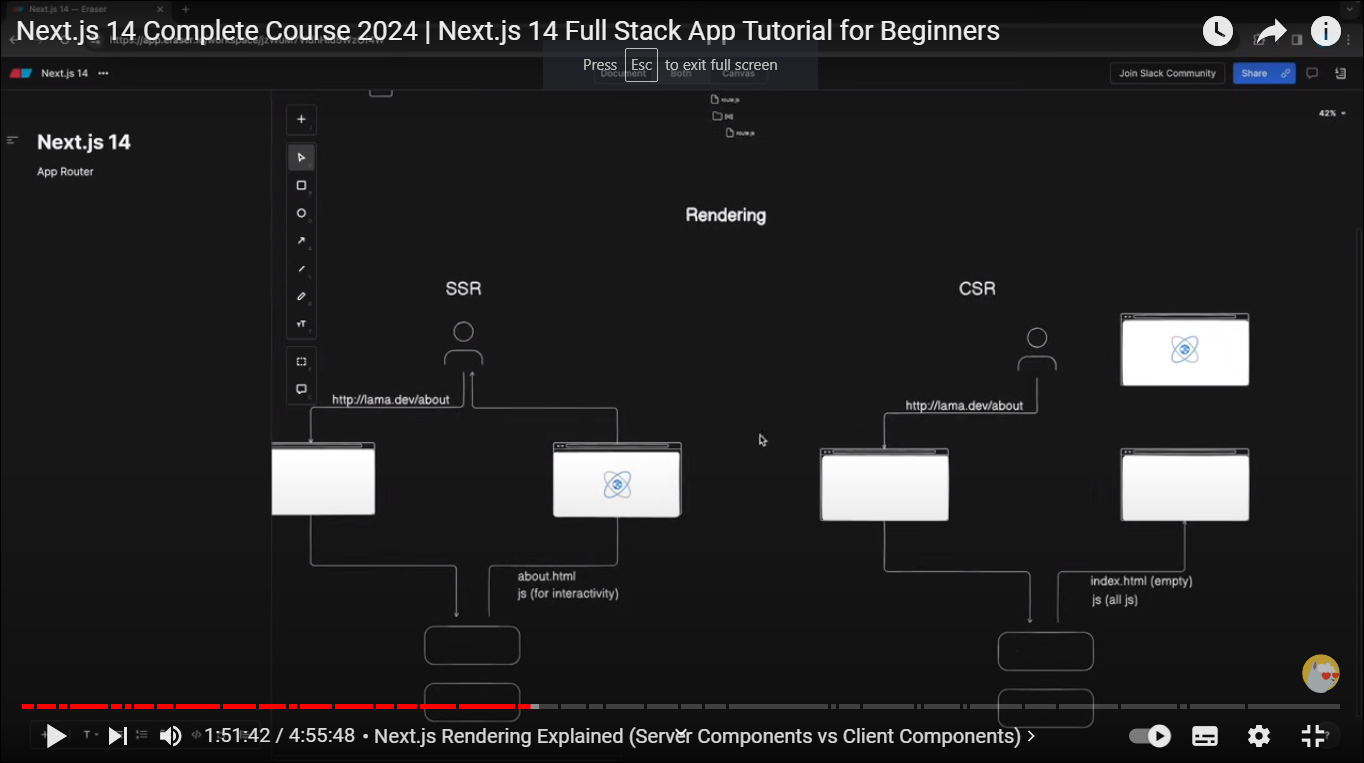 Next.js 14 — Eraser
Next.js 14 Complete Course 2024 | Next.js 14 Full Stack App Tutorial for Beginners
Press Esc to exit full screen
Next.js 14
Document
Both
Canvas
Join Slack Community
Share
route.js
42%
route.js
Next.js 14
App Router
Rendering
SSR
CSR
http://lama.dev/about
http://lama.dev/about
about.html
js (for interactivity)
index.html (empty)
js (all js)
1:51:42 / 4:55:48 • Next.js Rendering Explained (Server Components vs Client Components)